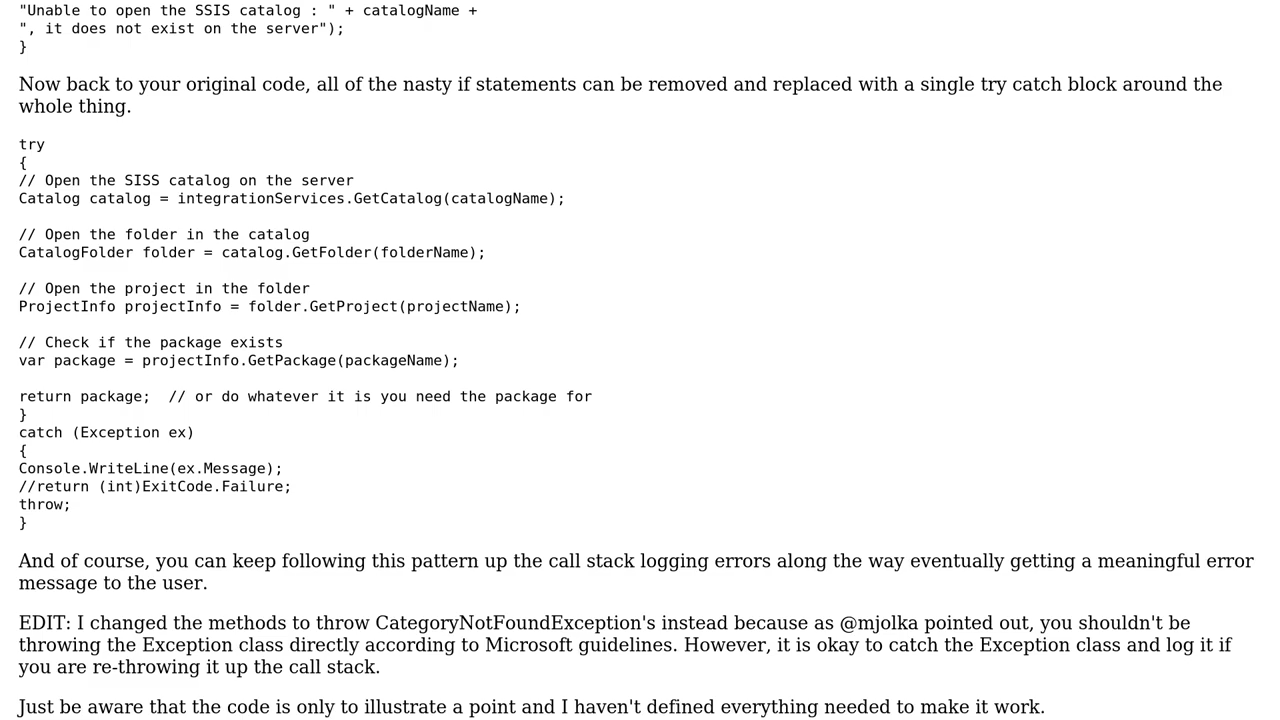 "Unable to open the SSIS catalog : " + catalogName +
", it does not exist on the server");
}
Now back to your original code, all of the nasty if statements can be removed and replaced with a single try catch block around the
whole thing.
try
{
// Open the SISS catalog on the server
Catalog catalog = integrationServices.GetCatalog(catalogName);
// Open the folder in the catalog
CatalogFolder folder = catalog.GetFolder(folderName);
// Open the project in the folder
ProjectInfo projectInfo = folder.GetProject(projectName);
// Check if the package exists
var package = projectInfo.GetPackage(packageName);
return package;  // or do whatever it is you need the package for
}
catch (Exception ex)
{
Console.WriteLine(ex.Message);
//return (int)ExitCode.Failure;
throw;
}
And of course, you can keep following this pattern up the call stack logging errors along the way eventually getting a meaningful error
message to the user.
EDIT: I changed the methods to throw CategoryNotFoundException's instead because as @mjolka pointed out, you shouldn't be
throwing the Exception class directly according to Microsoft guidelines. However, it is okay to catch the Exception class and log it if
you are re-throwing it up the call stack.
Just be aware that the code is only to illustrate a point and I haven't defined everything needed to make it work.